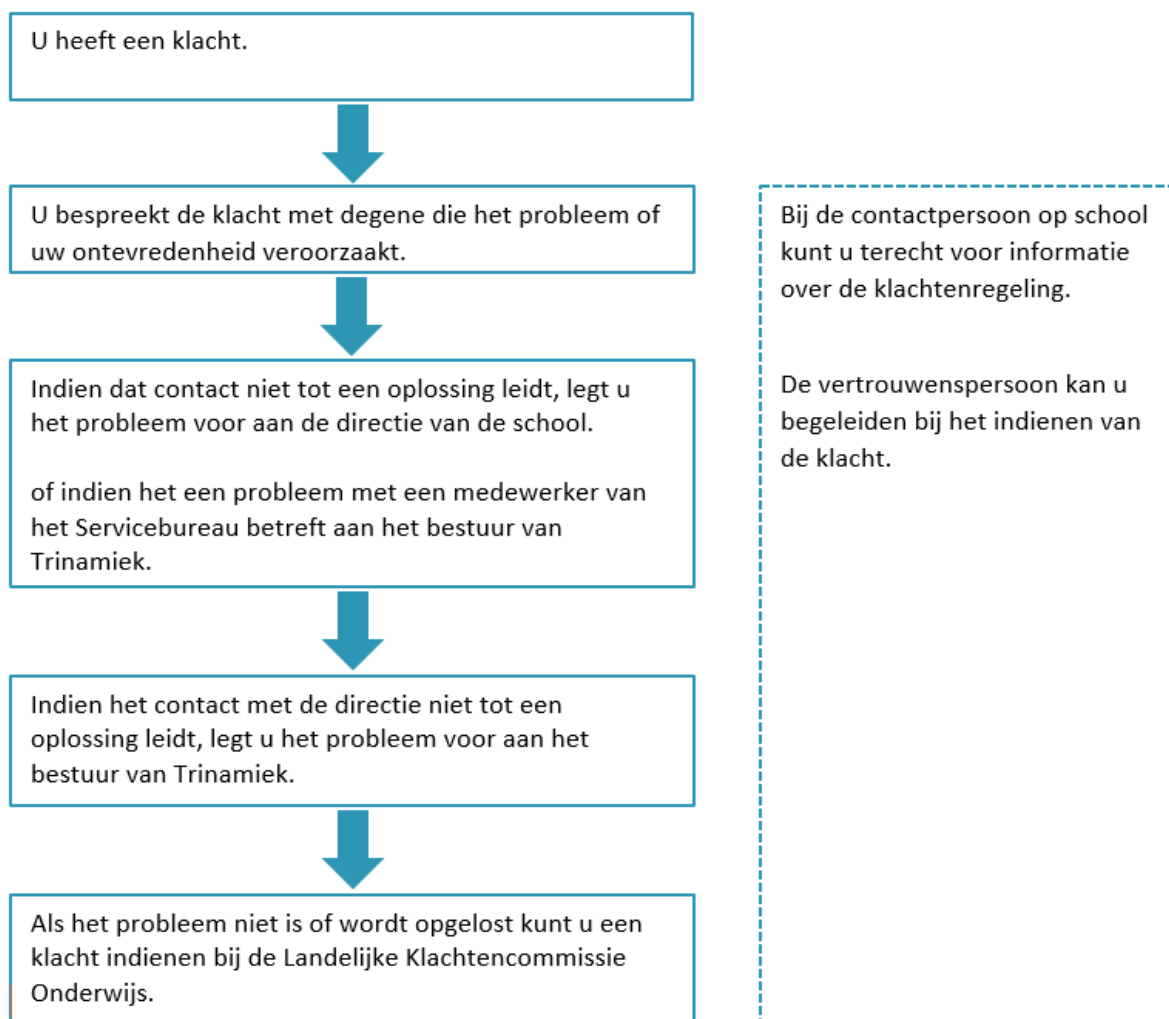 U heeft een klacht.
U bespreekt de klacht met degene die het probleem of
uw ontevredenheid veroorzaakt.
Indien dat contact niet tot een oplossing leidt, legt u
het probleem voor aan de directie van de school.
of indien het een probleem met een medewerker van
het Servicebureau betreft aan het bestuur van
Trinamiek.
Indien het contact met de directie niet tot een
oplossing leidt, legt u het probleem voor aan het
bestuur van Trinamiek.
Als het probleem niet is of wordt opgelost kunt u een
klacht indienen bij de Landelijke Klachtencommissie
Onderwijs.
Bij de contactpersoon op school
kunt u terecht voor informatie
over de klachtenregeling.
De vertrouwenspersoon kan u
begeleiden bij het indienen van
de klacht.